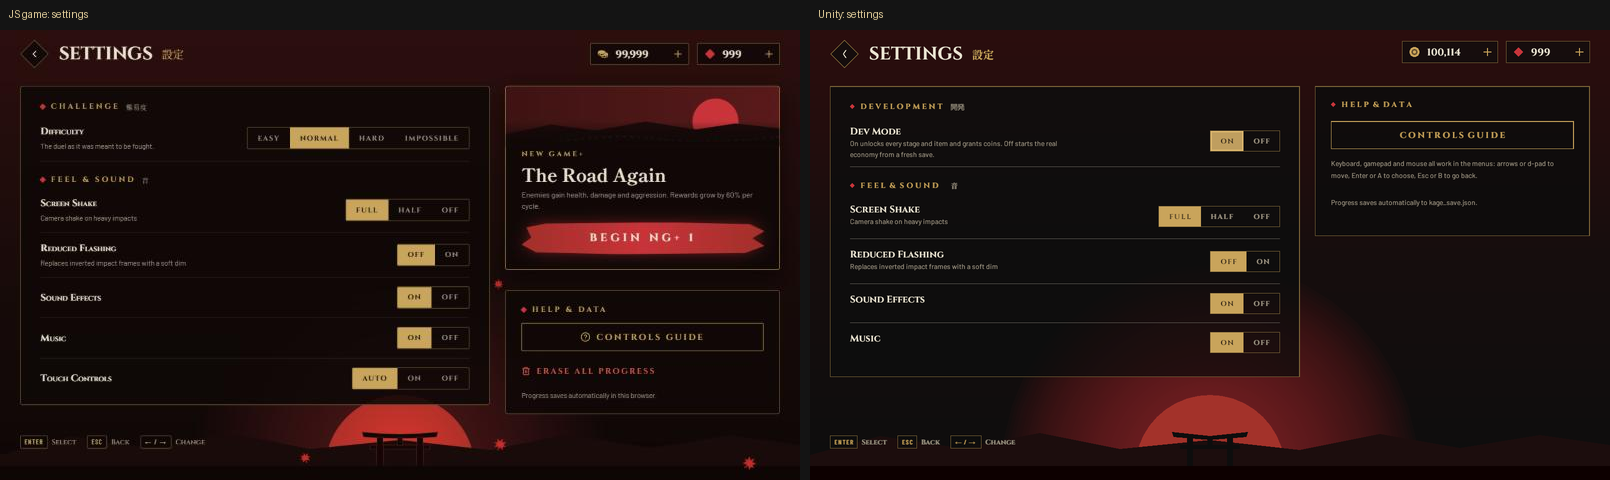 JS game: settings
SETTINGS 設定
99,999 +
999 +
CHALLENGE 難易度
DIFFICULTY
The duel as it was meant to be fought.
EASY NORMAL HARD IMPOSSIBLE
FEEL & SOUND 音
SCREEN SHAKE
Camera shake on heavy impacts
FULL HALF OFF
REDUCED FLASHING
Replaces inverted impact frames with a soft dim
OFF ON
SOUND EFFECTS
ON OFF
MUSIC
ON OFF
TOUCH CONTROLS
AUTO ON OFF
NEW GAME+
The Road Again
Enemies gain health, damage and aggression. Rewards grow by 60% per
cycle.
BEGIN NG+ 1
HELP & DATA
CONTROLS GUIDE
ERASE ALL PROGRESS
Progress saves automatically in this browser.
ENTER SELECT ESC BACK ←/→ CHANGE
Unity: settings
SETTINGS 設定
100,114 +
999 +
DEVELOPMENT 開発
DEV MODE
On unlocks every stage and item and grants coins. Off starts the real
economy from a fresh save.
ON OFF
FEEL & SOUND 音
SCREEN SHAKE
Camera shake on heavy impacts
FULL HALF OFF
REDUCED FLASHING
Replaces inverted impact frames with a soft dim
OFF ON
SOUND EFFECTS
ON OFF
MUSIC
ON OFF
HELP & DATA
CONTROLS GUIDE
Keyboard, gamepad and mouse all work in the menus: arrows or d-pad to
move, Enter or A to choose, Esc or B to go back.
Progress saves automatically to kage_save.json.
ENTER SELECT ESC BACK ←/→ CHANGE